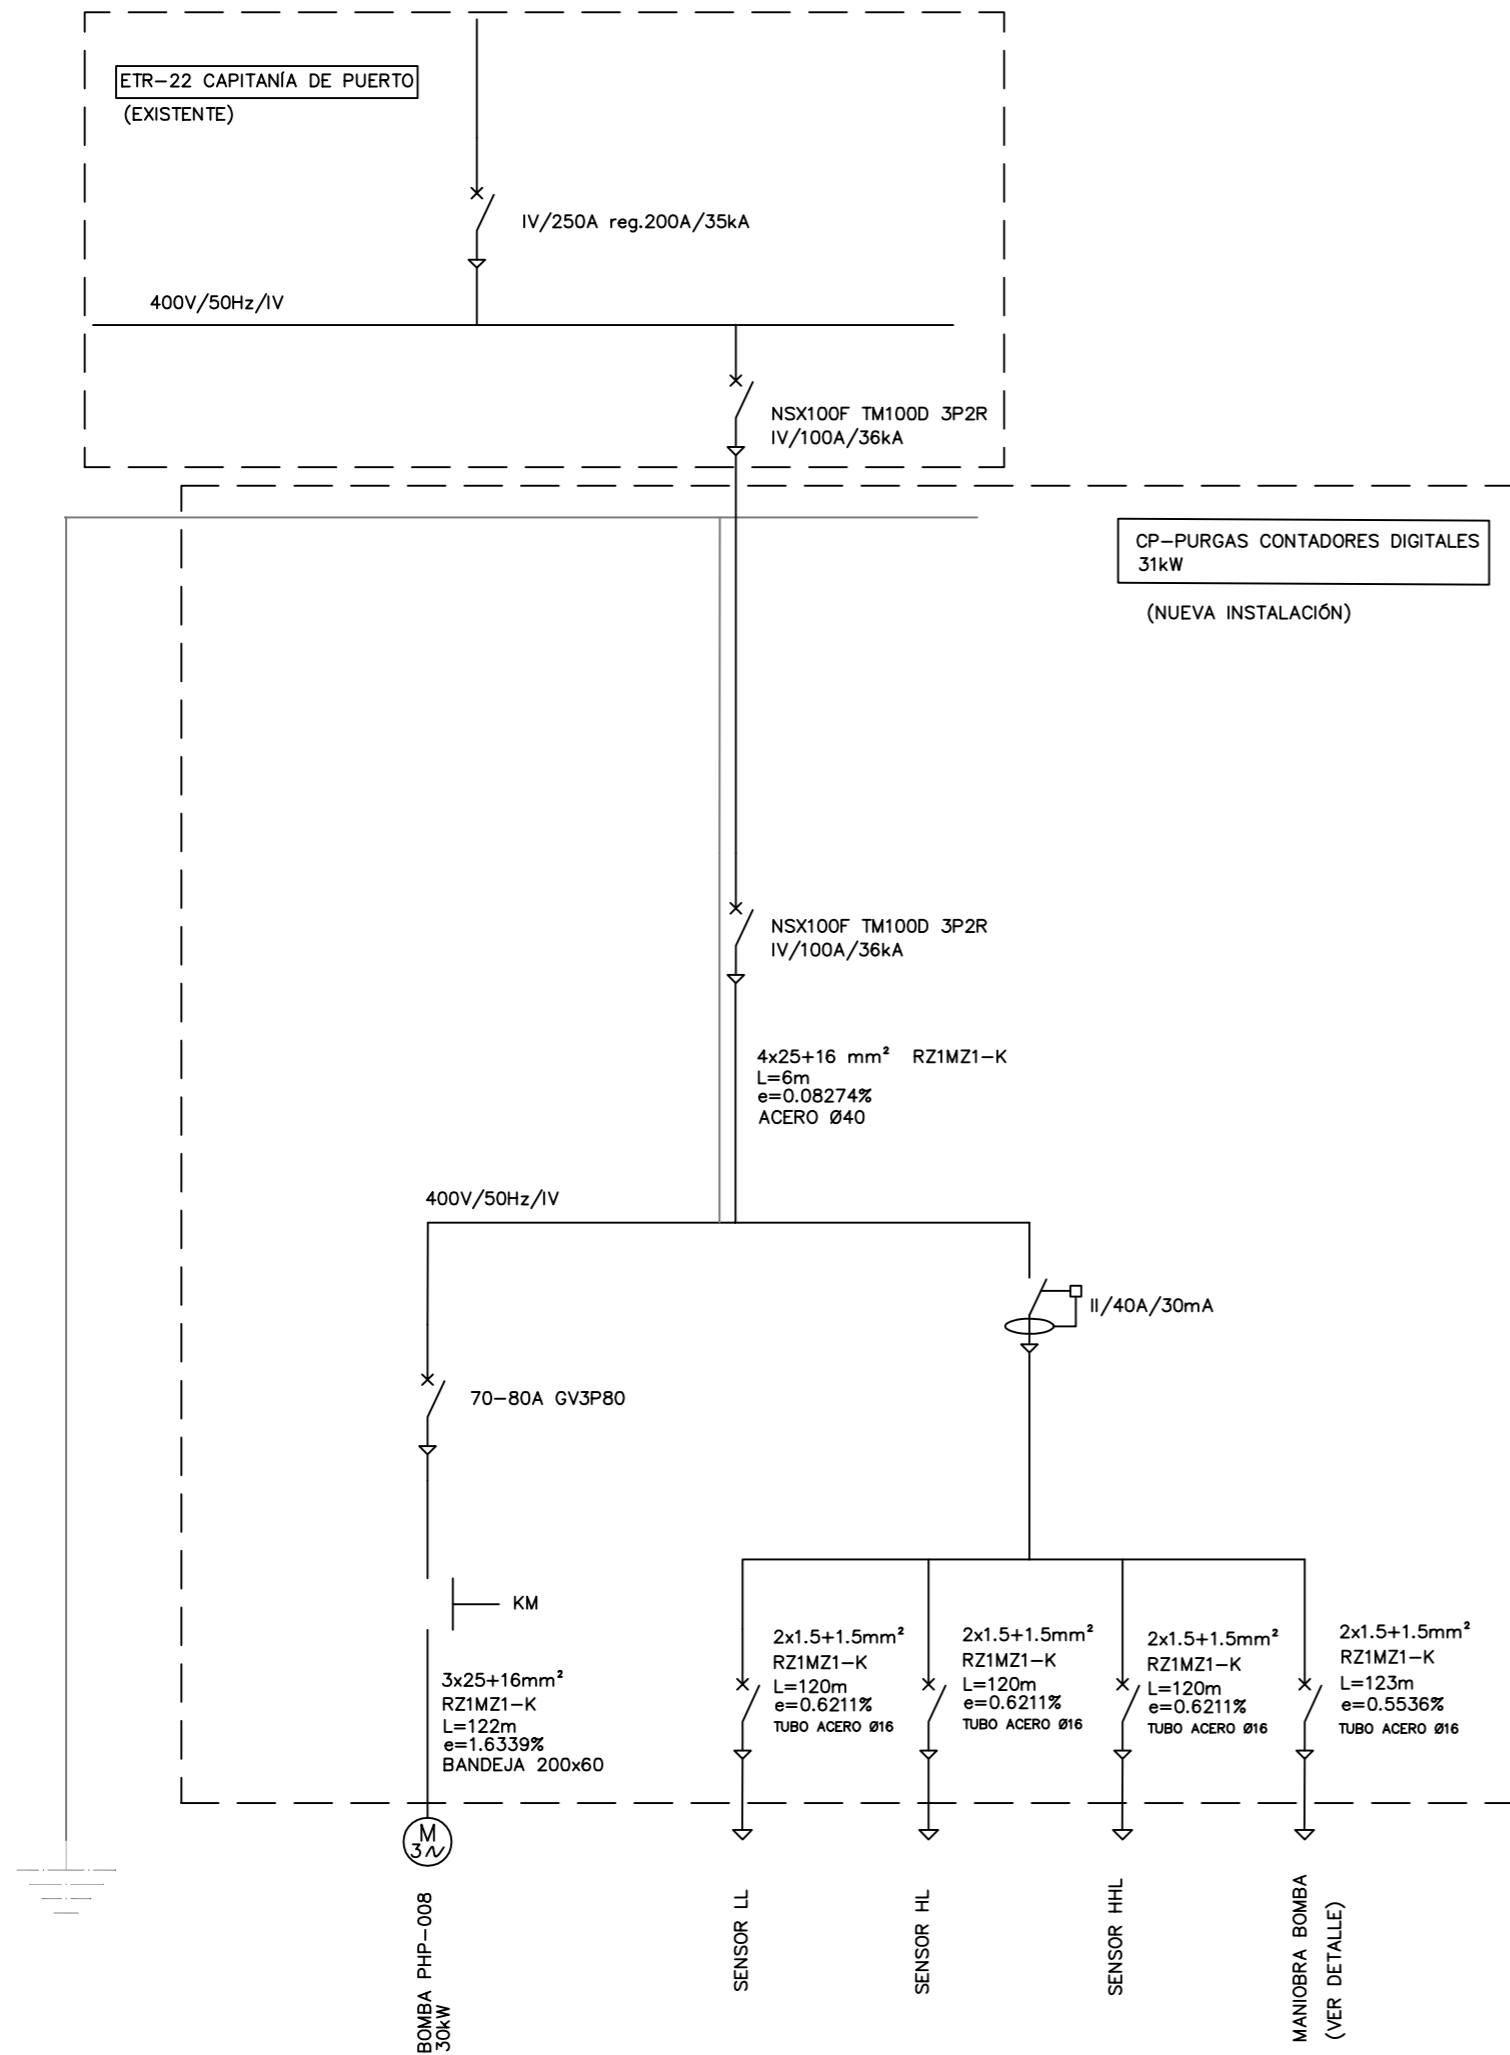 ETR-22 CAPITANÍA DE PUERTO
(EXISTENTE)
IV/250A reg.200A/35kA
400V/50Hz/IV
NSX100F TM100D 3P2R
IV/100A/36kA
CP-PURGAS CONTADORES DIGITALES
31kW
(NUEVA INSTALACIÓN)
NSX100F TM100D 3P2R
IV/100A/36kA
4x25+16 mm² RZ1MZ1-K
L=6m
e=0.08274%
ACERO Ø40
400V/50Hz/IV
II/40A/30mA
70-80A GV3P80
KM
3x25+16mm²
RZ1MZ1-K
L=122m
e=1.6339%
BANDEJA 200x60
2x1.5+1.5mm²
RZ1MZ1-K
L=120m
e=0.6211%
TUBO ACERO Ø16
2x1.5+1.5mm²
RZ1MZ1-K
L=120m
e=0.6211%
TUBO ACERO Ø16
2x1.5+1.5mm²
RZ1MZ1-K
L=120m
e=0.6211%
TUBO ACERO Ø16
2x1.5+1.5mm²
RZ1MZ1-K
L=123m
e=0.5536%
TUBO ACERO Ø16
M
3∿
BOMBA PHP-008
30kW
SENSOR LL
SENSOR HL
SENSOR HHL
MANIOBRA BOMBA
(VER DETALLE)